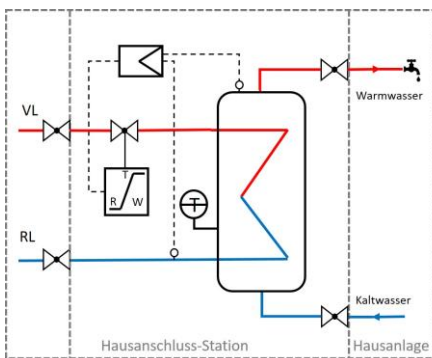 VL
Warmwasser
T
R W
T
RL
Kaltwasser
Hausanschluss-Station
Hausanlage